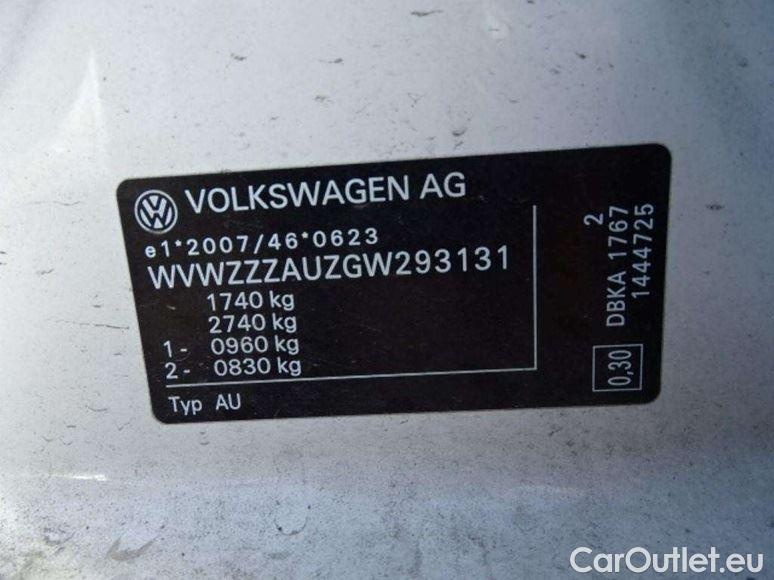 VOLKSWAGEN AG
e1*2007/46*0623
WVWZZZAUZGW293131
1740 kg
2740 kg
1- 0960 kg
2- 0830 kg
Typ AU
2
DBKA 1767
1444725
0,30
CarOutlet.eu